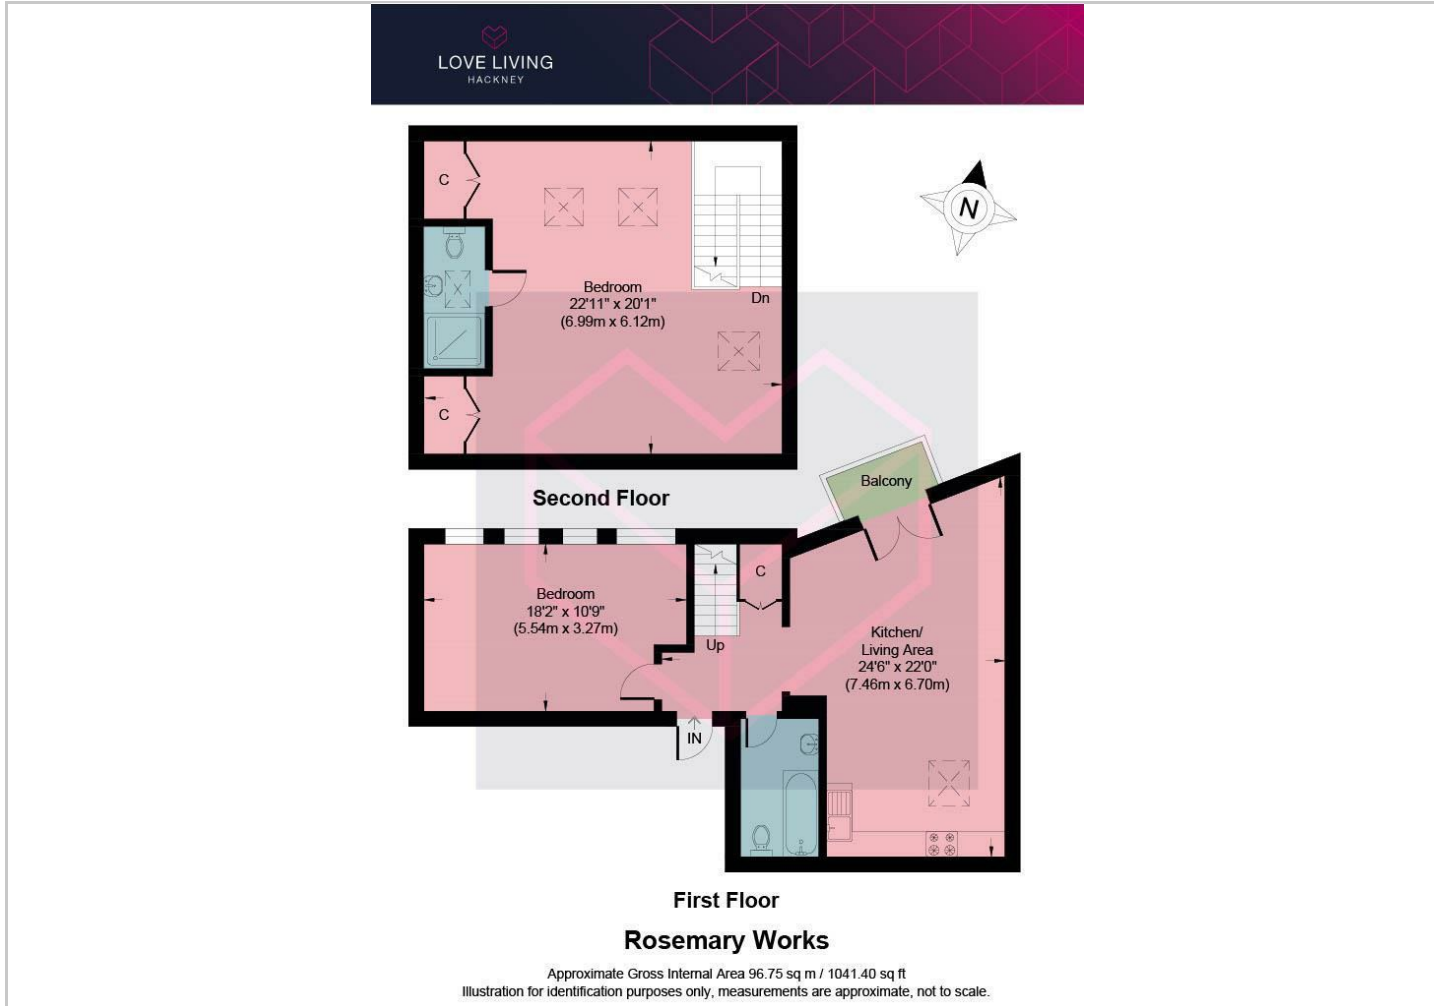 LOVE LIVING
HACKNEY
C
N
Bedroom
22'11" x 20'1"
(6.99m x 6.12m)
Dn
C
Second Floor
Balcony
Bedroom
18'2" x 10'9"
(5.54m x 3.27m)
C
Up
Kitchen/
Living Area
24'6" x 22'0"
(7.46m x 6.70m)
IN
First Floor
Rosemary Works
Approximate Gross Internal Area 96.75 sq m / 1041.40 sq ft
Illustration for identification purposes only, measurements are approximate, not to scale.